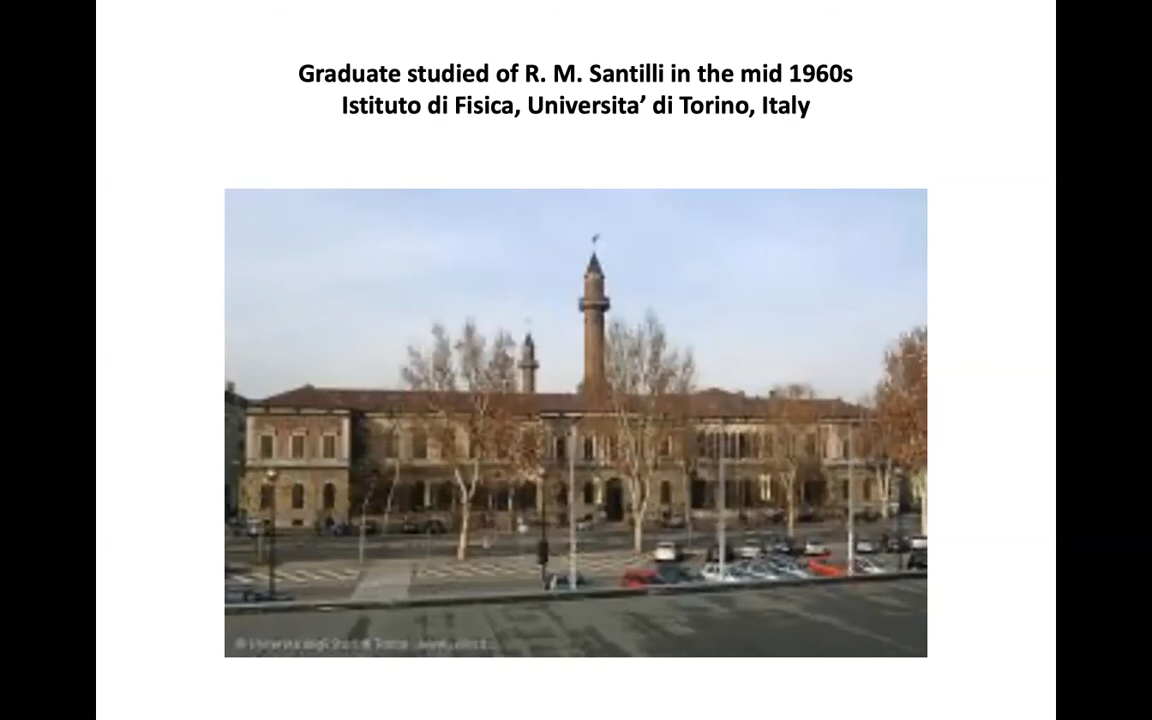 Graduate studied of R. M. Santilli in the mid 1960s
Istituto di Fisica, Universita’ di Torino, Italy